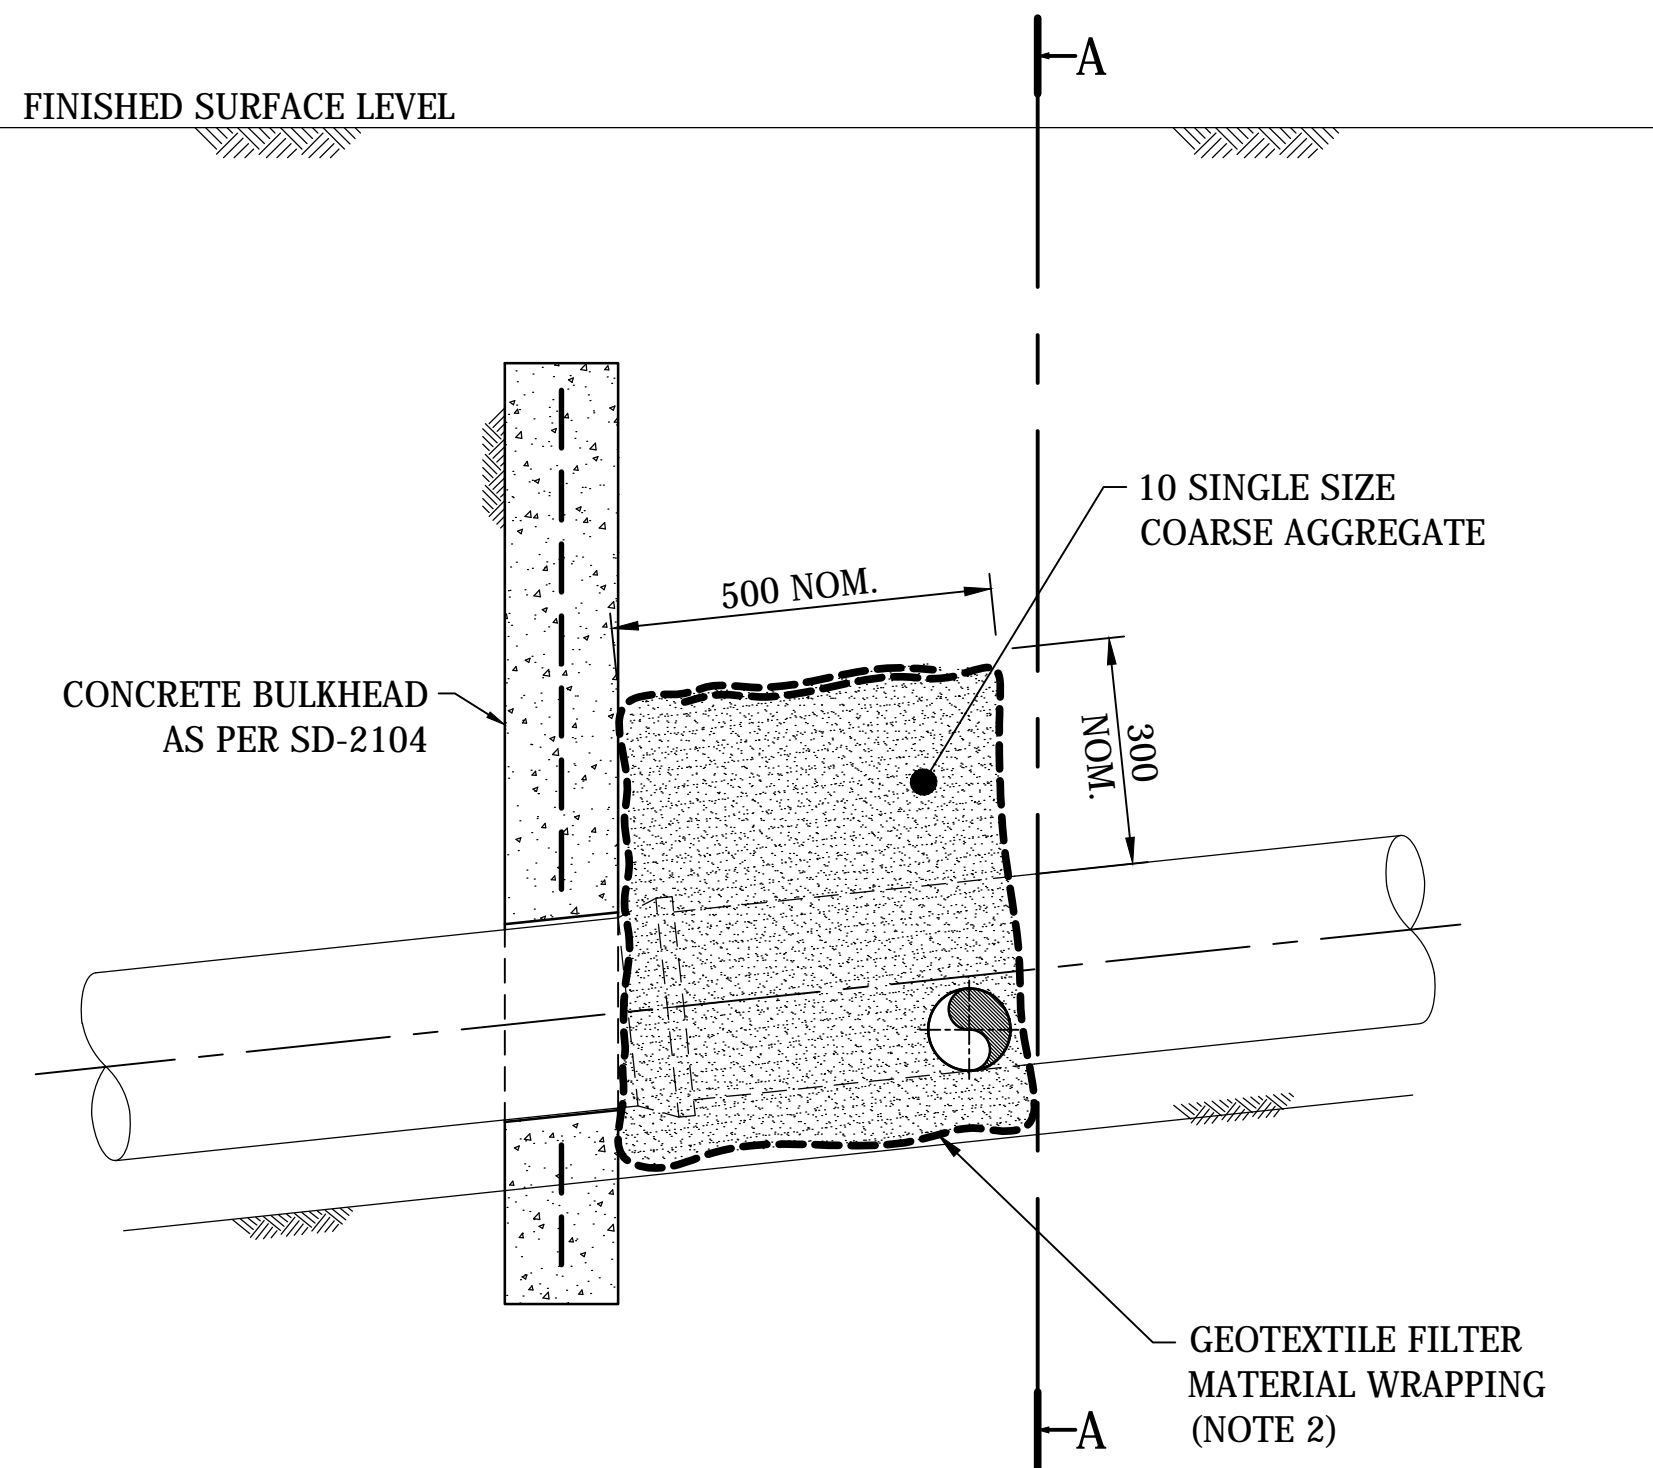 A
FINISHED SURFACE LEVEL
10 SINGLE SIZE
COARSE AGGREGATE
500 NOM.
CONCRETE BULKHEAD
AS PER SD-2104
300
NOM.
GEOTEXTILE FILTER
MATERIAL WRAPPING
(NOTE 2)
A